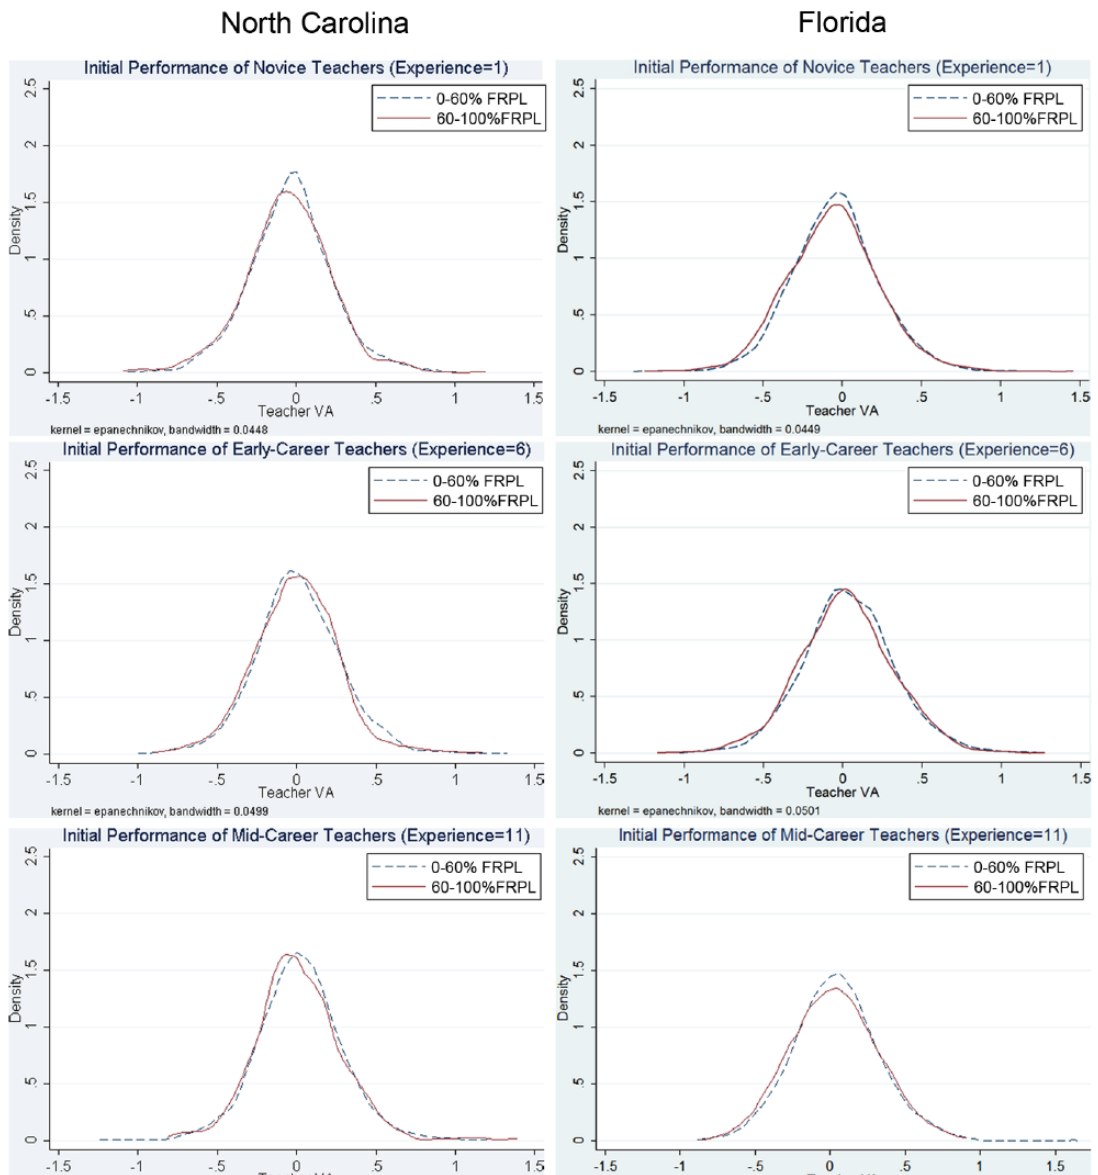 North Carolina
Florida
Initial Performance of Novice Teachers (Experience=1)
2.5
2
1.5
1
.5
0
Density
0-60% FRPL
60-100%FRPL
-1.5
-1
-.5
0
.5
1
1.5
Teacher VA
kernel = epanechnikov, bandwidth = 0.0448
Initial Performance of Novice Teachers (Experience=1)
2.5
2
1.5
1
.5
0
Density
0-60% FRPL
60-100%FRPL
-1.5
-1
-.5
0
.5
1
1.5
Teacher VA
kernel = epanechnikov, bandwidth = 0.0449
Initial Performance of Early-Career Teachers (Experience=6)
2.5
2
1.5
1
.5
0
Density
0-60% FRPL
60-100%FRPL
-1.5
-1
-.5
0
.5
1
1.5
Teacher VA
kernel = epanechnikov, bandwidth = 0.0499
Initial Performance of Early-Career Teachers (Experience=6)
2.5
2
1.5
1
.5
0
Density
0-60% FRPL
60-100%FRPL
-1.5
-1
-.5
0
.5
1
1.5
Teacher VA
kernel = epanechnikov, bandwidth = 0.0501
Initial Performance of Mid-Career Teachers (Experience=11)
2.5
2
1.5
1
.5
0
Density
0-60% FRPL
60-100%FRPL
-1.5
-1
-.5
0
.5
1
1.5
Teacher VA
Initial Performance of Mid-Career Teachers (Experience=11)
2.5
2
1.5
1
.5
0
Density
0-60% FRPL
60-100%FRPL
-1.5
-1
-.5
0
.5
1
1.5
Teacher VA